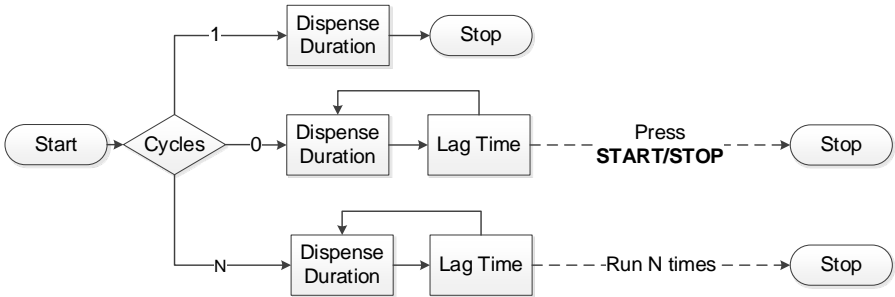 1
Dispense
Duration
Stop
Start
Cycles
0
Dispense
Duration
Lag Time
Press
START/STOP
Stop
N
Dispense
Duration
Lag Time
Run N times
Stop